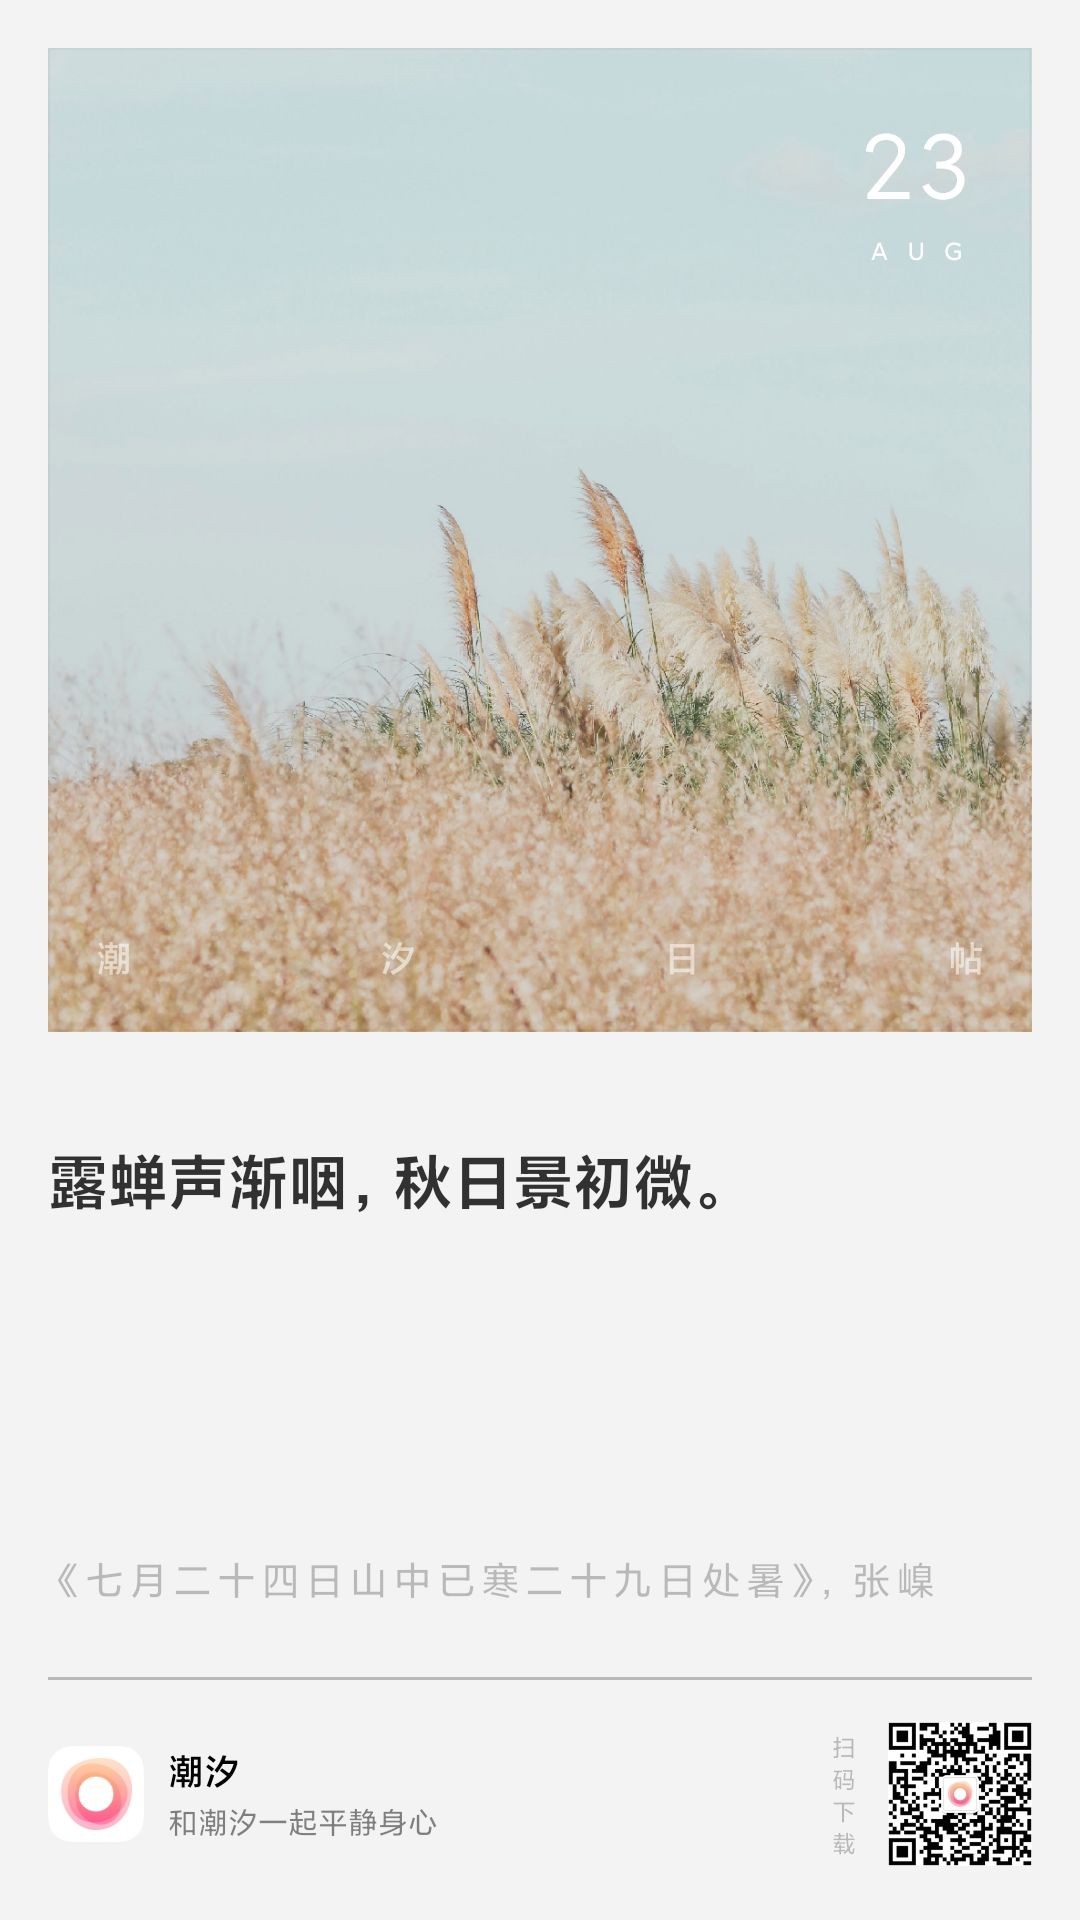 23
AUG
潮汐日帖
露蝉声渐咽，秋日景初微。
《七月二十四日山中已寒二十九日处暑》，张嵲
潮汐
和潮汐一起平静身心
扫码下载